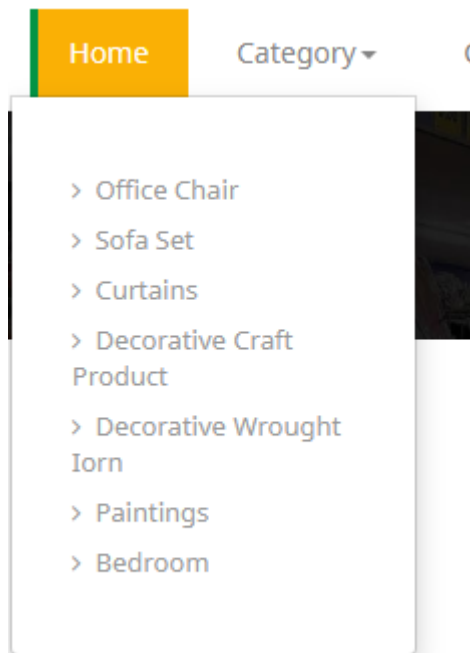 Home Category
Office Chair
Sofa Set
Curtains
Decorative Craft
Product
Decorative Wrought
Iorn
Paintings
Bedroom